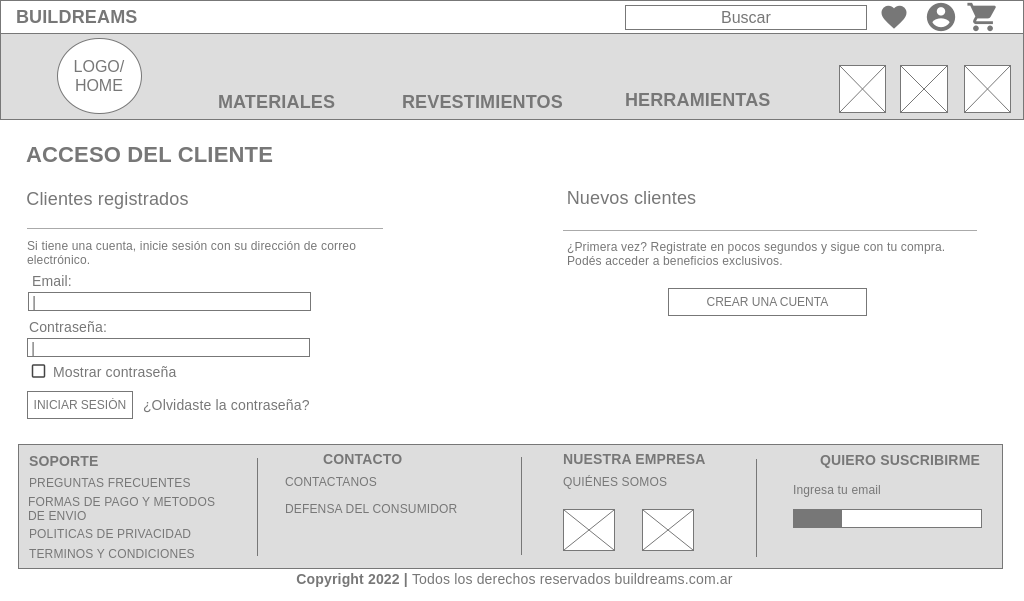 BUILDREAMS
Buscar
LOGO/
HOME
MATERIALES
REVESTIMIENTOS
HERRAMIENTAS
ACCESO DEL CLIENTE
Clientes registrados
Si tiene una cuenta, inicie sesión con su dirección de correo
electrónico.
Email:
Contraseña:
Mostrar contraseña
INICIAR SESIÓN
¿Olvidaste la contraseña?
Nuevos clientes
¿Primera vez? Registrate en pocos segundos y sigue con tu compra.
Podés acceder a beneficios exclusivos.
CREAR UNA CUENTA
SOPORTE
PREGUNTAS FRECUENTES
FORMAS DE PAGO Y METODOS
DE ENVIO
POLITICAS DE PRIVACIDAD
TERMINOS Y CONDICIONES
CONTACTO
CONTACTANOS
DEFENSA DEL CONSUMIDOR
NUESTRA EMPRESA
QUIÉNES SOMOS
QUIERO SUSCRIBIRME
Ingresa tu email
Copyright 2022 | Todos los derechos reservados buildreams.com.ar